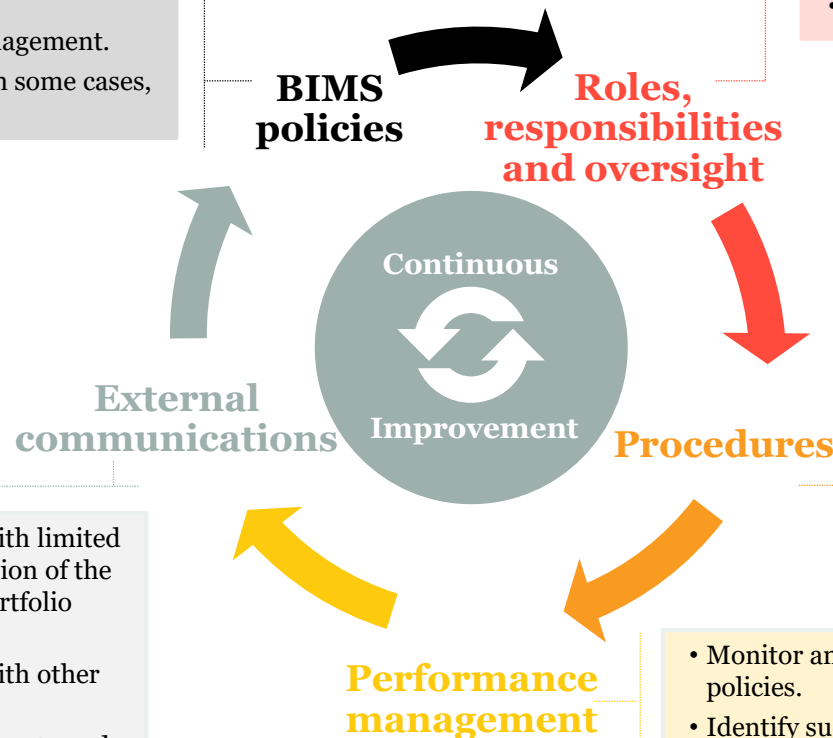 agement.
n some cases,
BIMS
policies
Roles,
responsibilities
and oversight
Continuous
Improvement
External
communications
Procedures
ith limited
ion of the
rtfolio
ith other
Performance
management
• Monitor an
policies.
• Identify su